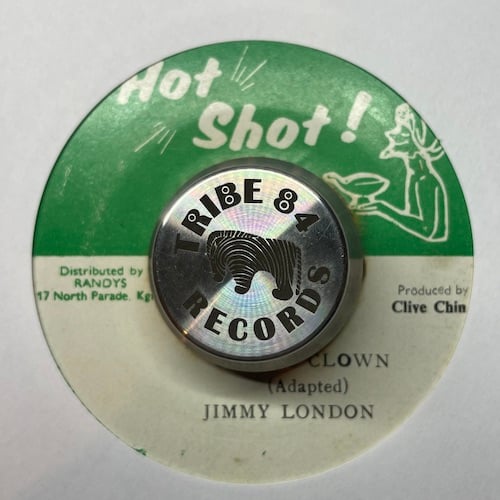 Hot
Shot!
TRIBE 84
RECORDS
Distributed by
RANDYS
17 North Parade. Kg
Produced by
Clive Chin
CLOWN
(Adapted)
JIMMY LONDON